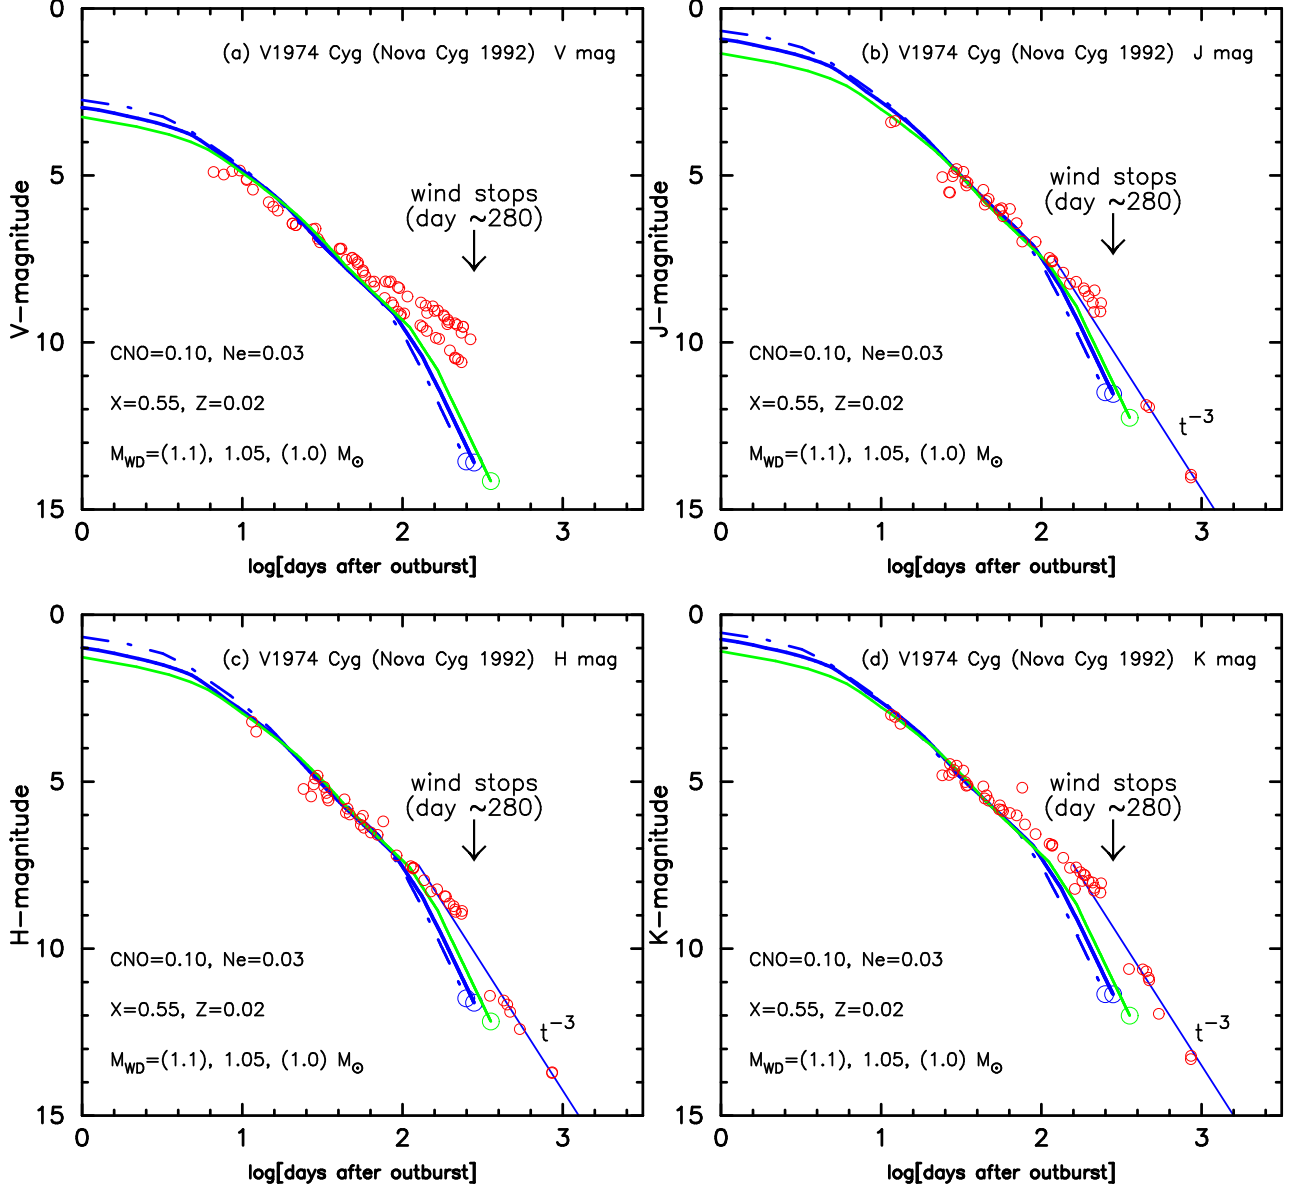 (a) V1974 Cyg (Nova Cyg 1992) V mag
wind stops
(day ~280)
CNO=0.10, Ne=0.03
X=0.55, Z=0.02
M_WD=(1.1), 1.05, (1.0) M_⊙
V-magnitude
0
5
10
15
0 1 2 3
log[days after outburst]
(b) V1974 Cyg (Nova Cyg 1992) J mag
wind stops
(day ~280)
CNO=0.10, Ne=0.03
X=0.55, Z=0.02
M_WD=(1.1), 1.05, (1.0) M_⊙
t^-3
J-magnitude
0
5
10
15
0 1 2 3
log[days after outburst]
(c) V1974 Cyg (Nova Cyg 1992) H mag
wind stops
(day ~280)
CNO=0.10, Ne=0.03
X=0.55, Z=0.02
M_WD=(1.1), 1.05, (1.0) M_⊙
t^-3
H-magnitude
0
5
10
15
0 1 2 3
log[days after outburst]
(d) V1974 Cyg (Nova Cyg 1992) K mag
wind stops
(day ~280)
CNO=0.10, Ne=0.03
X=0.55, Z=0.02
M_WD=(1.1), 1.05, (1.0) M_⊙
t^-3
K-magnitude
0
5
10
15
0 1 2 3
log[days after outburst]